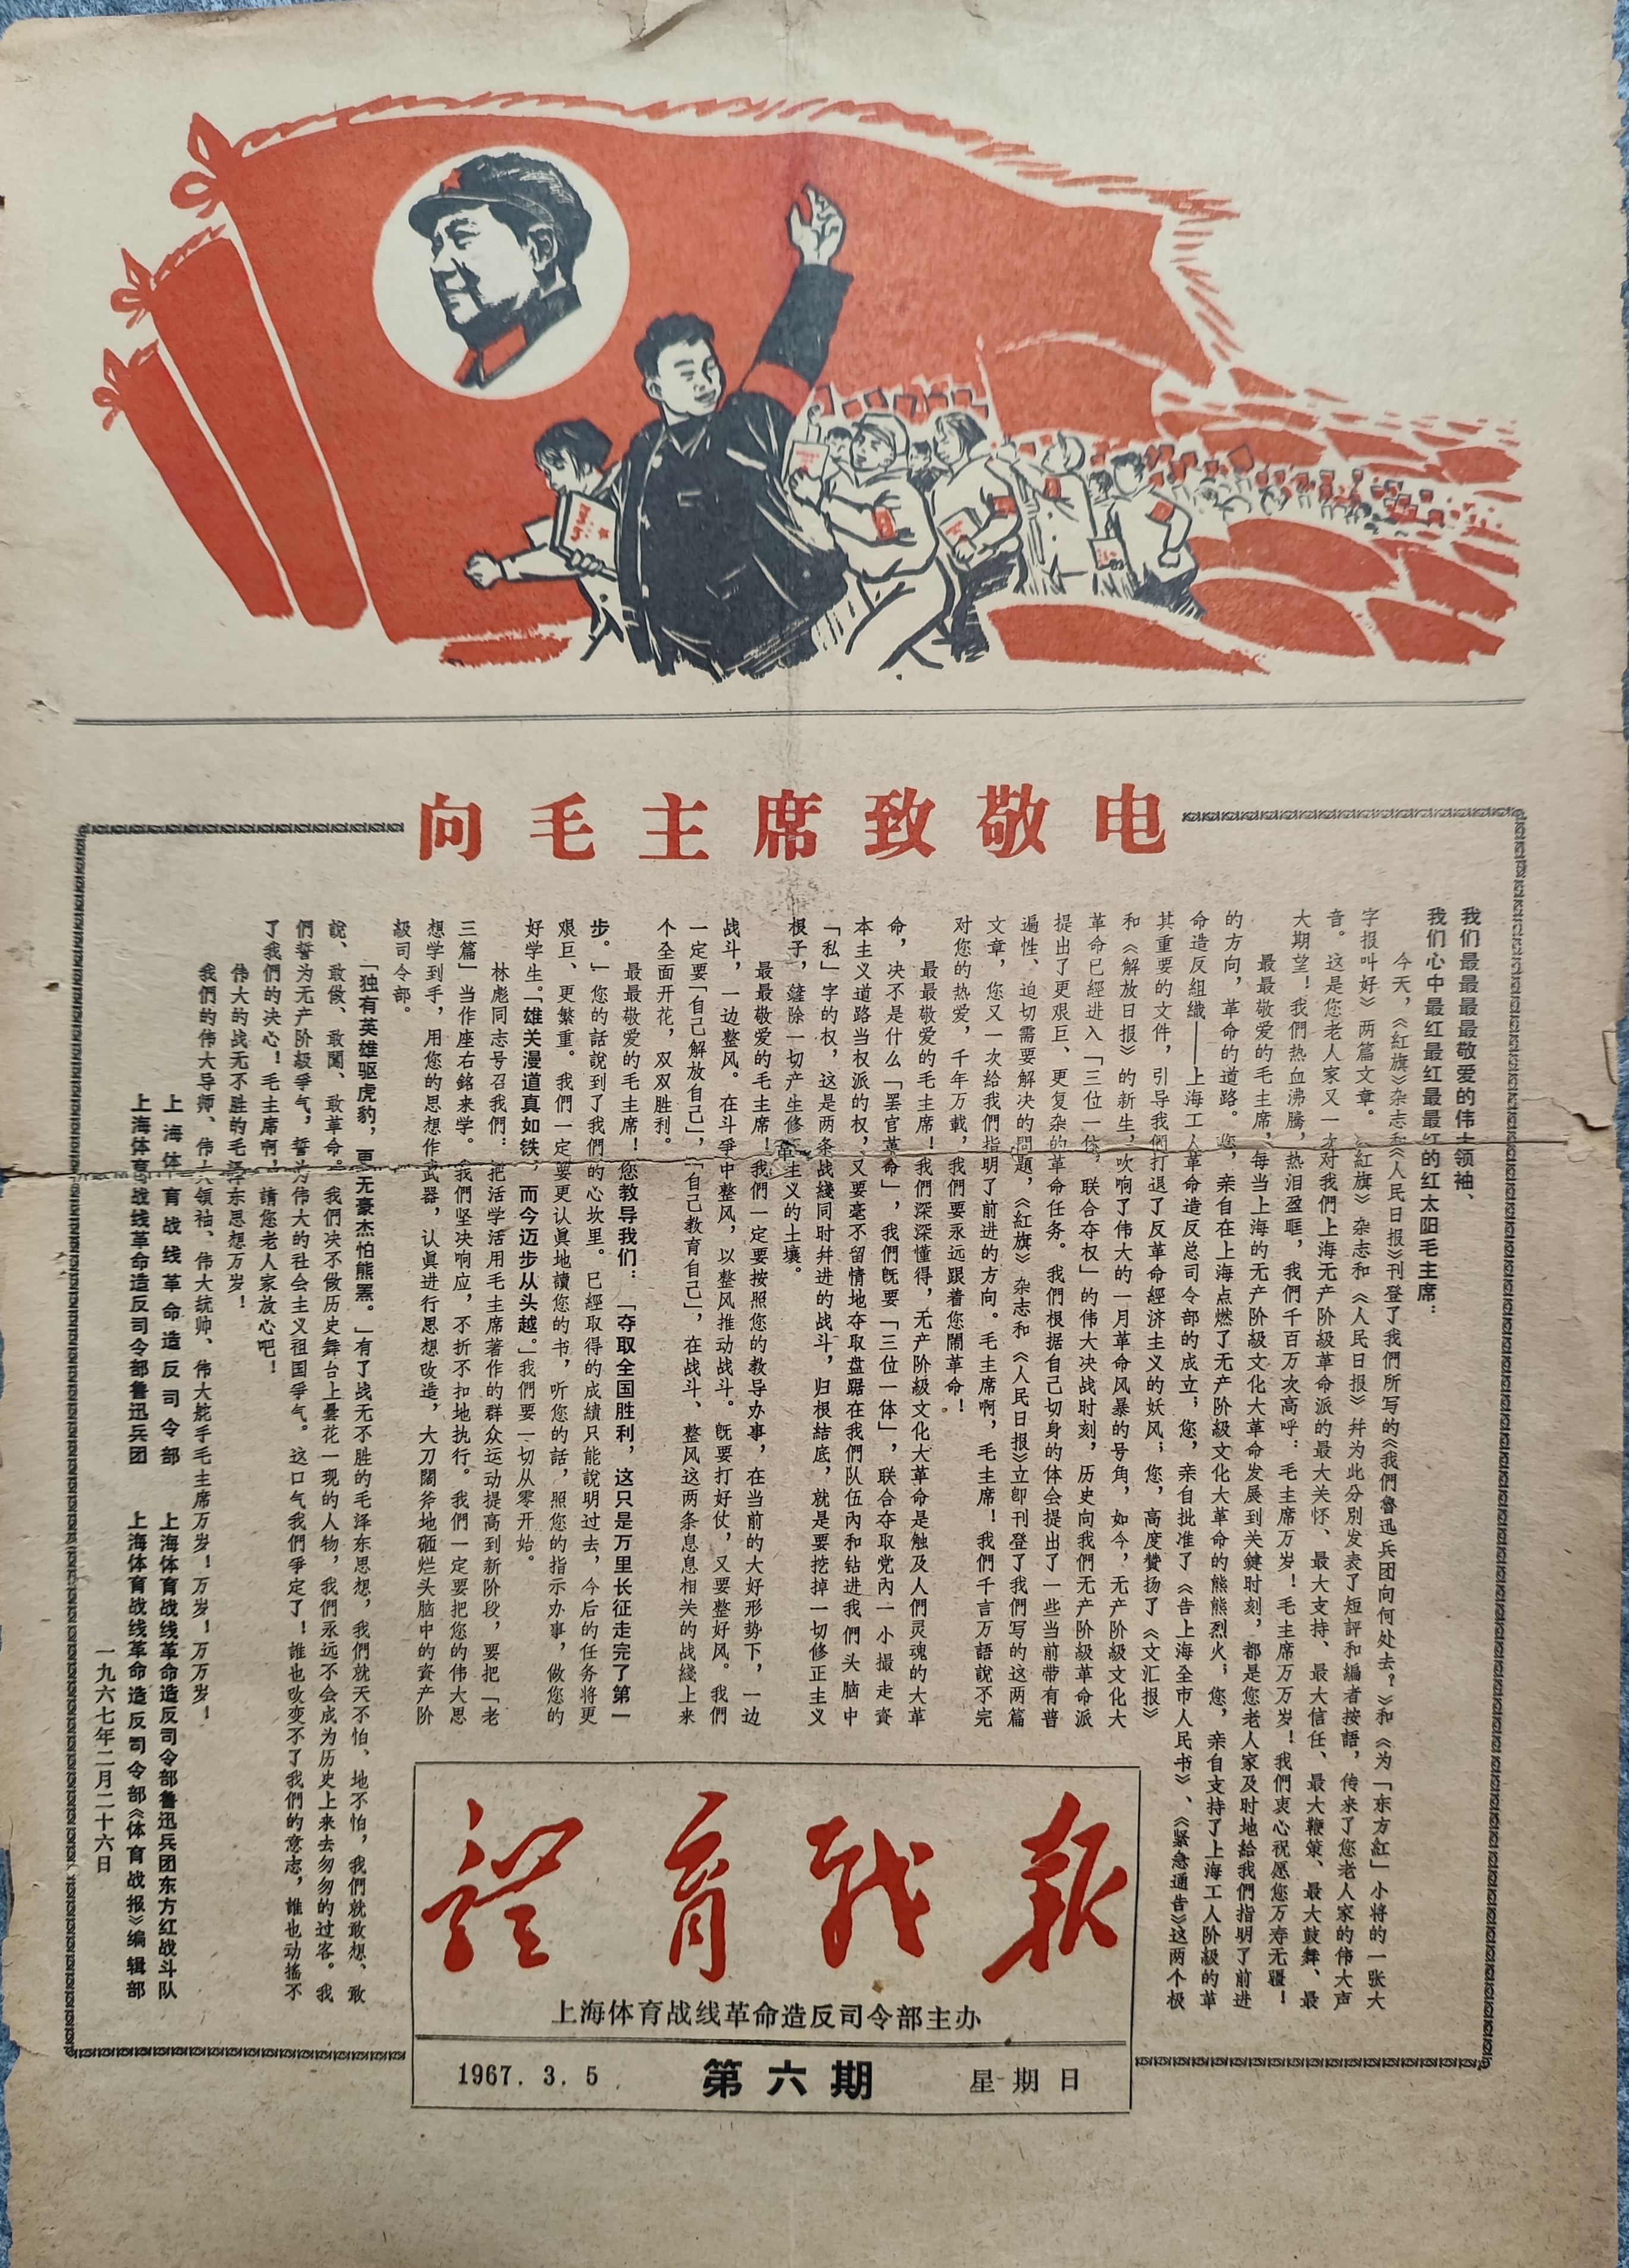 向毛主席致敬电
我们最最最最敬爱的伟大领袖、
我们心中最红最红最最红的红太阳毛主席：
今天，《紅旗》杂志和《人民日报》刊登了我們所写的《我們魯迅兵团向何处去？》和《为「东方紅」小将的一张大
字报叫好》两篇文章。《紅旗》杂志和《人民日报》幷为此分別发表了短評和編者按語，传来了您老人家的伟大声
音。这是您老人家又一次对我們上海无产阶級革命派的最大关怀、最大支持、最大信任、最大鞭策、最大鼓舞、最
大期望！我們热血沸騰，热泪盈眶，我們千百万次高呼：毛主席万岁！毛主席万万岁！我們衷心祝愿您万寿无疆！
最最敬爱的毛主席，每当上海的无产阶級文化大革命发展到关鍵时刻，都是您老人家及时地給我們指明了前进
的方向，革命的道路。您，亲自在上海点燃了无产阶級文化大革命的熊熊烈火；您，亲自支持了上海工人阶級的革
命造反組織——上海工人革命造反总司令部的成立；您，亲自批准了《告上海全市人民书》、《紧急通告》这两个极
其重要的文件，引导我們打退了反革命經济主义的妖风；您，高度贊扬了《文汇报》
和《解放日报》的新生，吹响了伟大的一月革命风暴的号角，如今，无产阶級文化大
革命已經进入「三位一体，联合夺权」的伟大决战时刻，历史向我們无产阶級革命派
提出了更艰巨、更复杂的革命任务。我們根据自己切身的体会提出了一些当前带有普
遍性、迫切需要解决的問題，《紅旗》杂志和《人民日报》立卽刊登了我們写的这两篇
文章，您又一次給我們指明了前进的方向。毛主席啊，毛主席！我們千言万語說不完
对您的热爱，千年万載，我們要永远跟着您鬧革命！
最最敬爱的毛主席！我們深深懂得，无产阶級文化大革命是触及人們灵魂的大革
命，决不是什么「罢官革命」，我們旣要「三位一体」，联合夺取党內一小撮走資
本主义道路当权派的权，又要毫不留情地夺取盘踞在我們队伍內和钻进我們头脑中
「私」字的权，这是两条战綫同时幷进的战斗，归根結底，就是要挖掉一切修正主义
根子，鏟除一切产生修正主义的土壤。
最最敬爱的毛主席！我們一定要按照您的教导办事，在当前的大好形势下，一边
战斗，一边整风。在斗爭中整风，以整风推动战斗。旣要打好仗，又要整好风。我們
一定要「自己解放自己」，「自己教育自己」，在战斗、整风这两条息息相关的战綫上来
个全面开花，双双胜利。
最最敬爱的毛主席！您教导我们：「夺取全国胜利，这只是万里长征走完了第一
步。」您的話說到了我們的心坎里。已經取得的成績只能說明过去，今后的任务将更
艰巨、更繁重。我們一定要更认眞地讀您的书，听您的話，照您的指示办事，做您的
好学生。「雄关漫道真如铁，而今迈步从头越。」我們要一切从零开始。
林彪同志号召我們：把活学活用毛主席著作的群众运动提高到新阶段，要把「老
三篇」当作座右銘来学。我們坚决响应，不折不扣地执行。我們一定要把您的伟大思
想学到手，用您的思想作武器，认眞进行思想改造，大刀闊斧地砸烂头脑中的資产阶
級司令部。
「独有英雄驱虎豹，更无豪杰怕熊罴。」有了战无不胜的毛泽东思想，我們就天不怕、地不怕，我們就敢想、敢
說、敢做、敢闖、敢革命。我們决不做历史舞台上曇花一現的人物，我們永远不会成为历史上来去匆匆的过客。我
們誓为无产阶級爭气，誓为伟大的社会主义祖国爭气。这口气我們爭定了！誰也改变不了我們的意志，誰也动搖不
了我們的决心！毛主席啊！請您老人家放心吧！
伟大的战无不胜的毛泽东思想万岁！
我們的伟大导师、伟大领袖、伟大統帅、伟大舵手毛主席万岁！万岁！万万岁！
上海体育战线革命造反司令部
上海体育战线革命造反司令部鲁迅兵团东方红战斗队
上海体育战线革命造反司令部鲁迅兵团
上海体育战线革命造反司令部《体育战报》编辑部
一九六七年二月二十六日
體育战报
上海体育战线革命造反司令部主办
1967.3.5 第六期 星期日